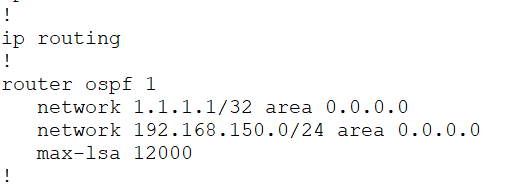 !
ip routing
!
router ospf 1
   network 1.1.1.1/32 area 0.0.0.0
   network 192.168.150.0/24 area 0.0.0.0
   max-lsa 12000
!